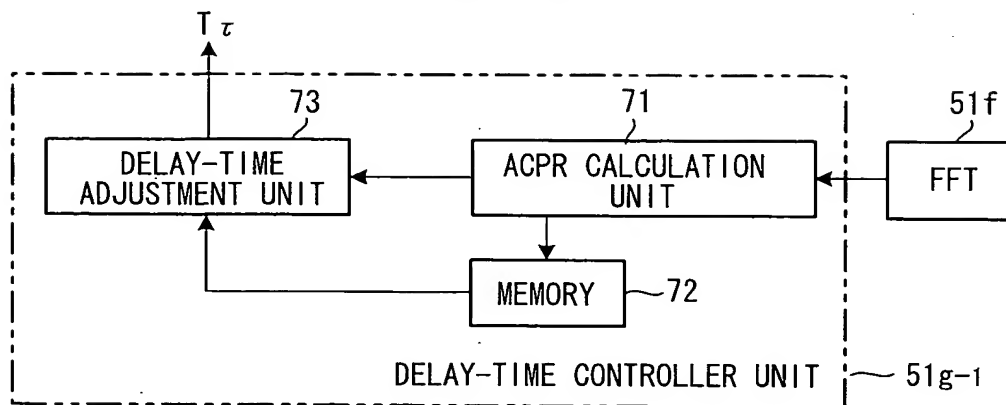 Tτ
73
71
51f
DELAY-TIME
ADJUSTMENT UNIT
ACPR CALCULATION
UNIT
FFT
MEMORY
72
DELAY-TIME CONTROLLER UNIT
51g-1